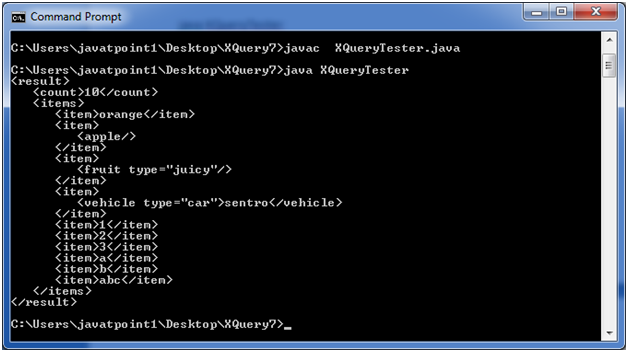 Command Prompt
C:\Users\javatpoint1\Desktop\XQuery7>javac  XQueryTester.java
C:\Users\javatpoint1\Desktop\XQuery7>java XQueryTester
<result>
   <count>10</count>
   <items>
      <item>orange</item>
      <item>
         <apple/>
      </item>
      <item>
         <fruit type="juicy"/>
      </item>
      <item>
         <vehicle type="car">sentro</vehicle>
      </item>
      <item>1</item>
      <item>2</item>
      <item>3</item>
      <item>a</item>
      <item>b</item>
      <item>abc</item>
   </items>
</result>
C:\Users\javatpoint1\Desktop\XQuery7>_